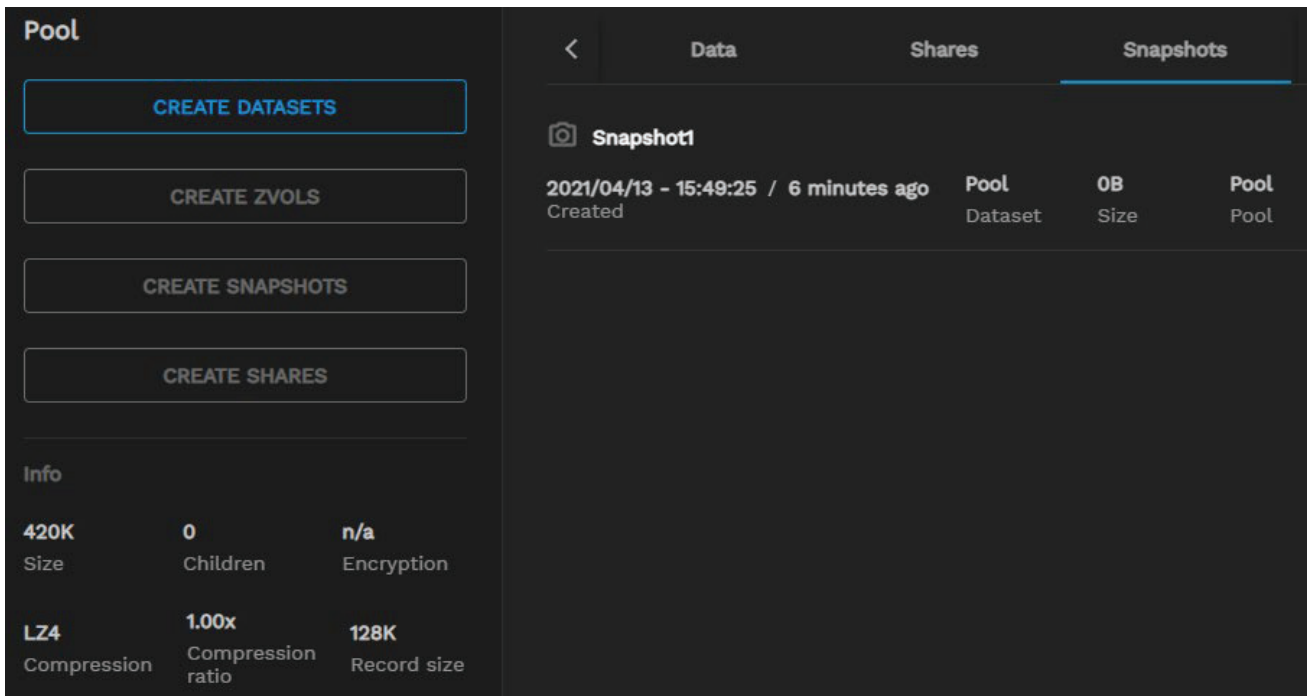 Pool
CREATE DATASETS
CREATE ZVOLS
CREATE SNAPSHOTS
CREATE SHARES
Info
420K 0 n/a
Size Children Encryption
LZ4 1.00x 128K
Compression Compression ratio Record size
Data Shares Snapshots
Snapshot1
2021/04/13 - 15:49:25 / 6 minutes ago Pool 0B Pool
Created Dataset Size Pool